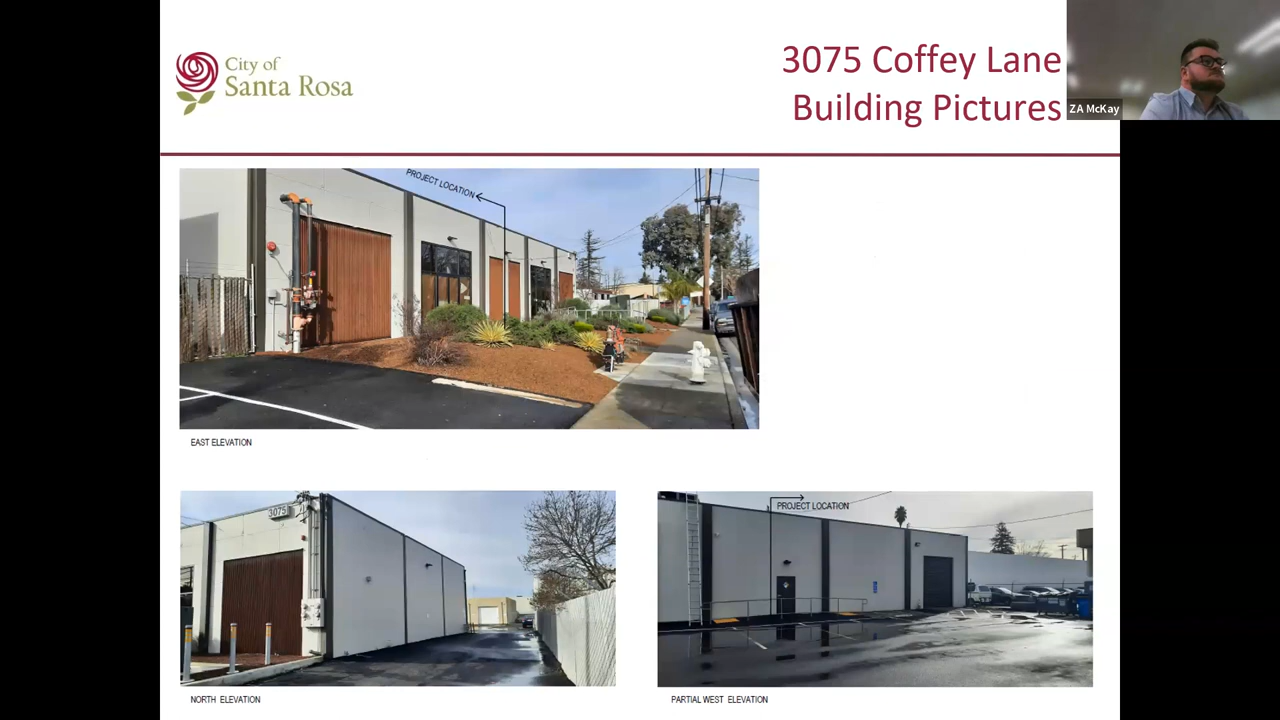 City of
Santa Rosa
3075 Coffey Lane
Building Pictures
ZA McKay
PROJECT LOCATION
EAST ELEVATION
3075
PROJECT LOCATION
NORTH ELEVATION
PARTIAL WEST ELEVATION